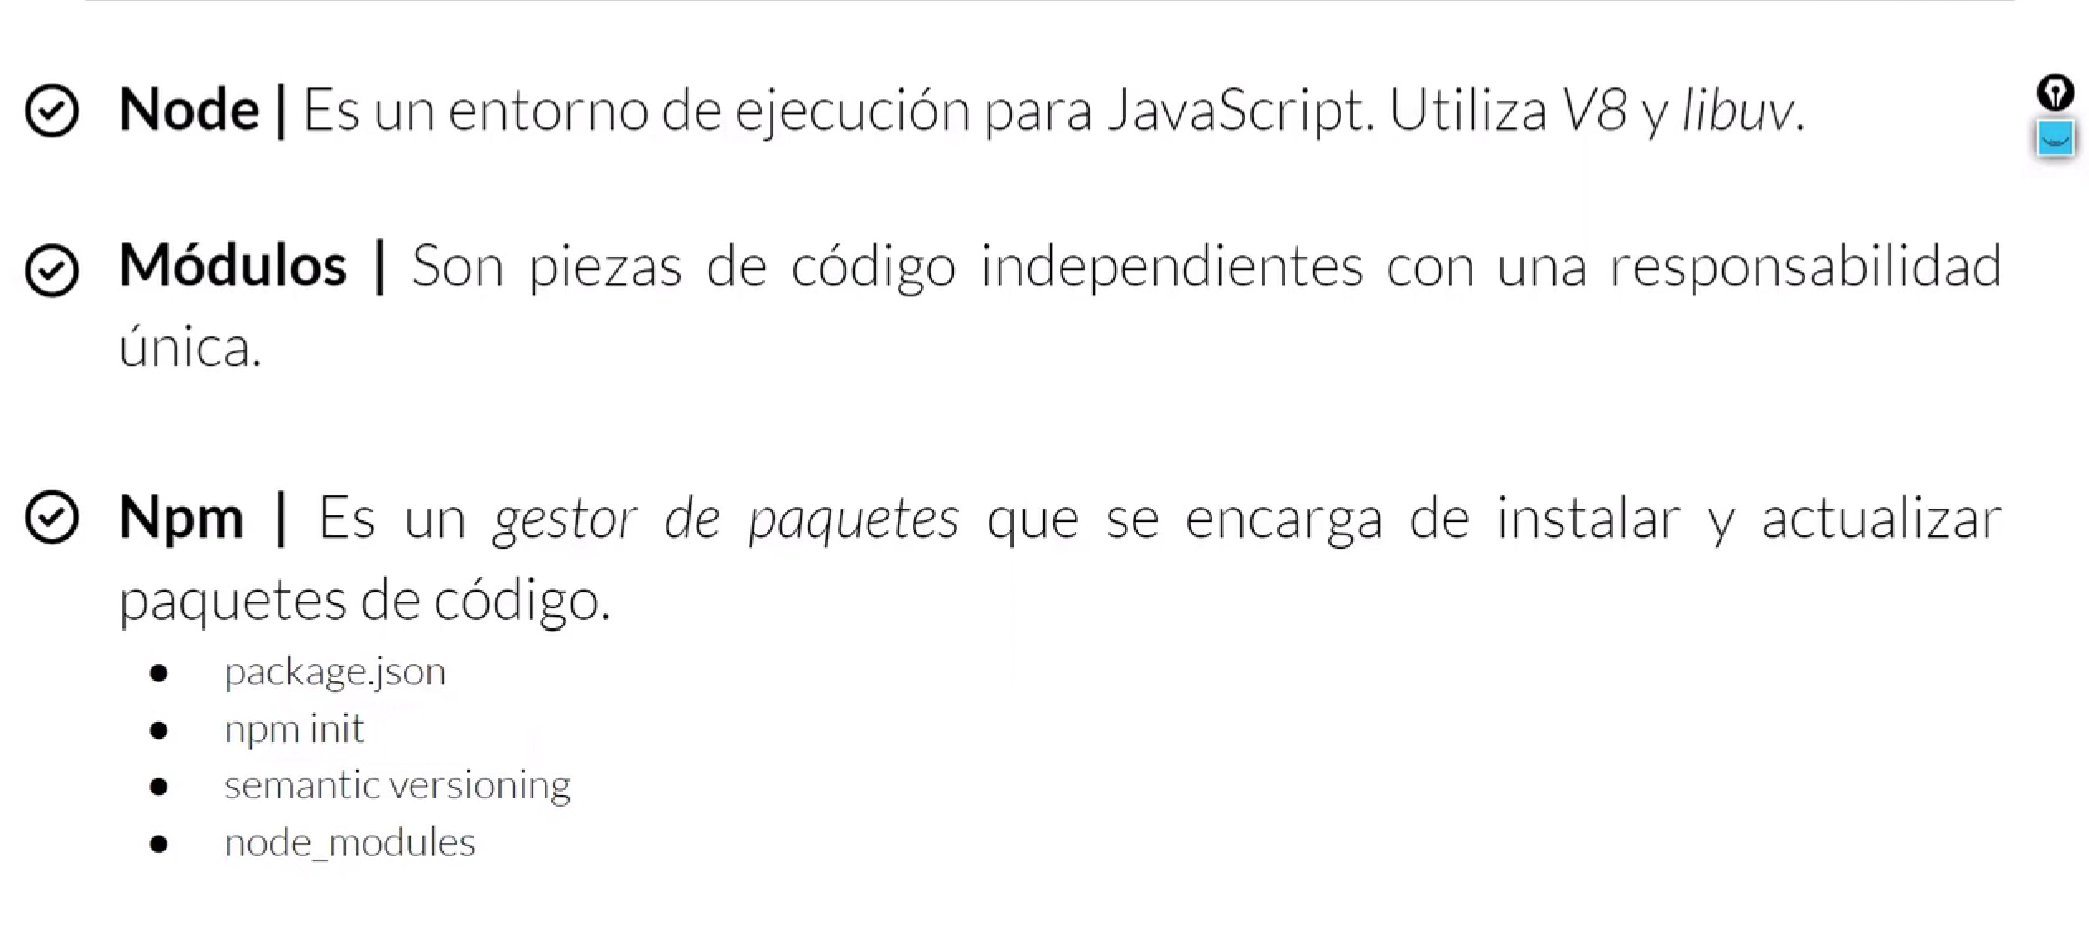 Node | Es un entorno de ejecución para JavaScript. Utiliza V8 y libuv.
Módulos | Son piezas de código independientes con una responsabilidad
única.
Npm | Es un gestor de paquetes que se encarga de instalar y actualizar
paquetes de código.
● package.json
● npm init
● semantic versioning
● node_modules